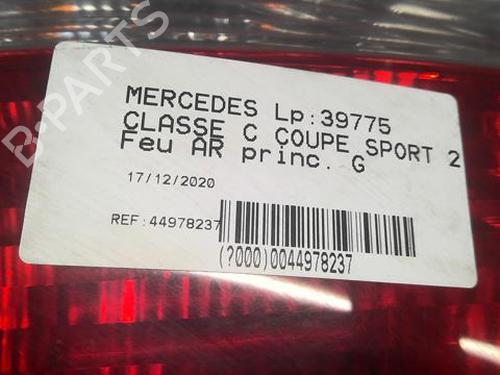 MERCEDES Lp:39775
CLASSE C COUPE SPORT 2
Feu AR princ. G
17/12/2020
REF:44978237
(?000)0044978237
B-PARTS